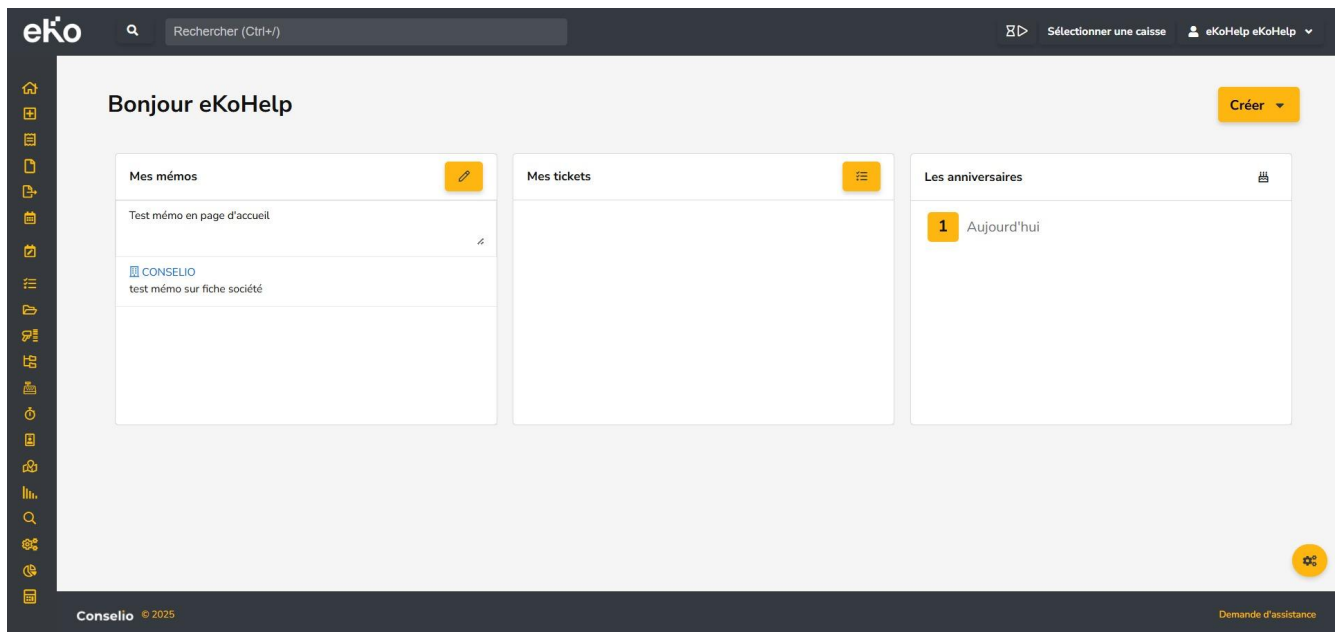 eKo
Rechercher (Ctrl+/)
Sélectionner une caisse
eKoHelp eKoHelp
Bonjour eKoHelp
Créer
Mes mémos
Mes tickets
Les anniversaires
Test mémo en page d'accueil
1 Aujourd'hui
CONSELIO
test mémo sur fiche société
Conselio © 2025
Demande d'assistance